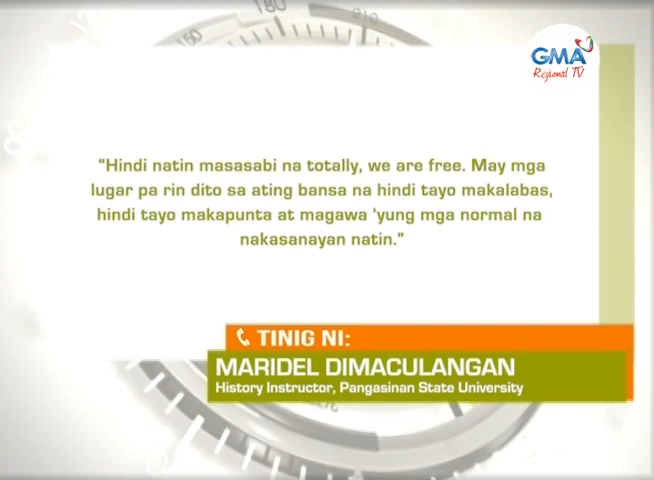 180
150
GMA
Regional TV
“Hindi natin masasabi na totally, we are free. May mga
lugar pa rin dito sa ating bansa na hindi tayo makalabas,
hindi tayo makapunta at magawa ‘yung mga normal na
nakasanayan natin.”
TINIG NI:
MARIDEL DIMACULANGAN
History Instructor, Pangasinan State University